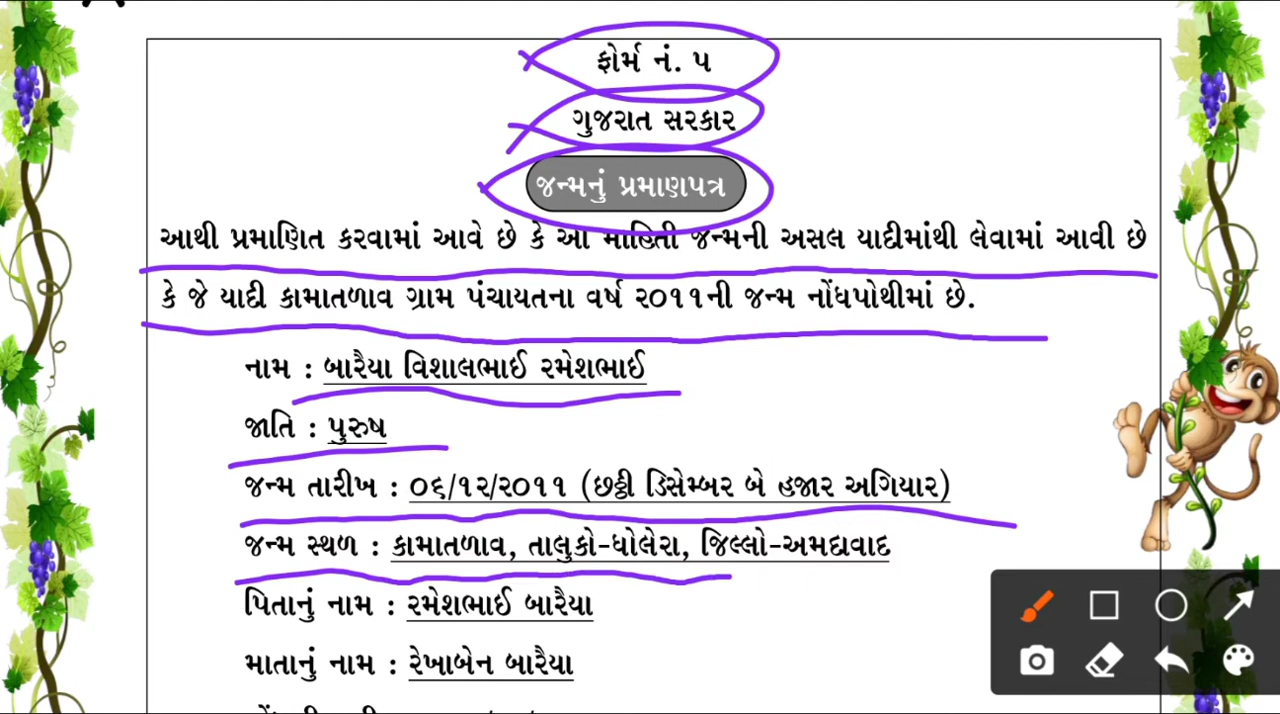 ફોર્મ નં. ૫
ગુજરાત સરકાર
જન્મનું પ્રમાણપત્ર
આથી પ્રમાણિત કરવામાં આવે છે કે આ માહિતી જન્મની અસલ યાદીમાંથી લેવામાં આવી છે
કે જે યાદી કામાતળાવ ગ્રામ પંચાયતના વર્ષ ૨૦૧૧ની જન્મ નોંધપોથીમાં છે.
નામ : બારૈયા વિશાલભાઈ રમેશભાઈ
જાતિ : પુરુષ
જન્મ તારીખ : ૦૬/૧૨/૨૦૧૧ (છઠ્ઠી ડિસેમ્બર બે હજાર અગિયાર)
જન્મ સ્થળ : કામાતળાવ, તાલુકો-ધોલેરા, જિલ્લો-અમદાવાદ
પિતાનું નામ : રમેશભાઈ બારૈયા
માતાનું નામ : રેખાબેન બારૈયા